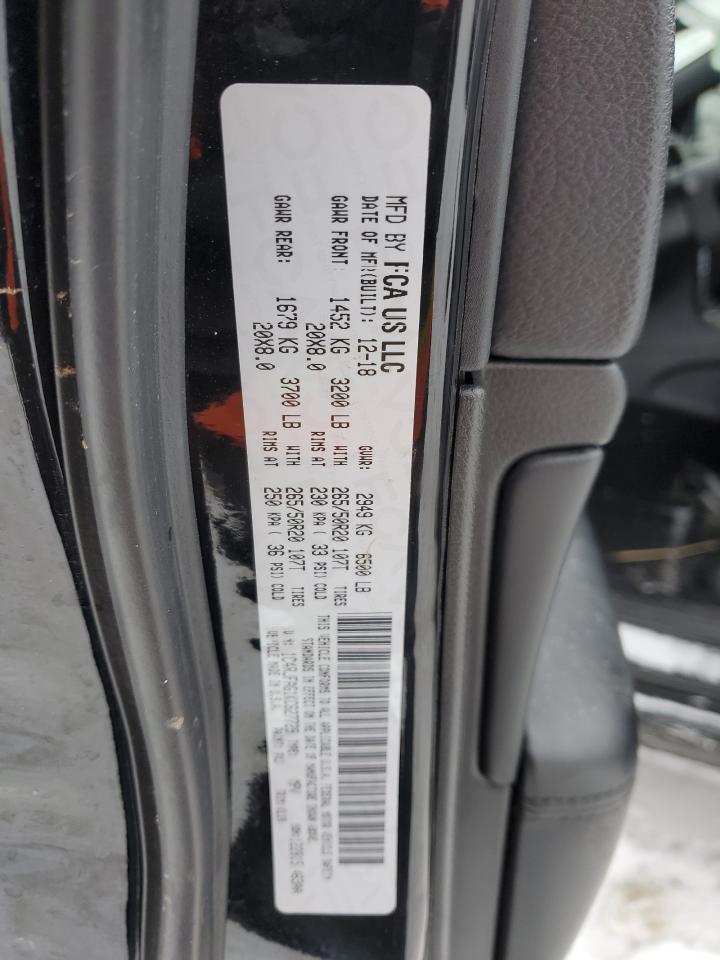 MFD BY FCA US LLC
DATE OF MFR(BUILT): 12-18 GVWR: 2949 KG 6500 LB
GAWR FRONT: 1452 KG 3200 LB WITH 265/50R20 107T TIRES
20X8.0 RIMS AT 230 KPA ( 33 PSI) COLD
GAWR REAR: 1679 KG 3700 LB WITH 265/50R20 107T TIRES
20X8.0 RIMS AT 250 KPA ( 36 PSI) COLD
THIS VEHICLE CONFORMS TO ALL APPLICABLE U.S.A. FEDERAL MOTOR VEHICLE SAFETY
STANDARDS IN EFFECT ON THE DATE OF MANUFACTURE SHOWN ABOVE.
VEHICLE MADE IN U.S.A.